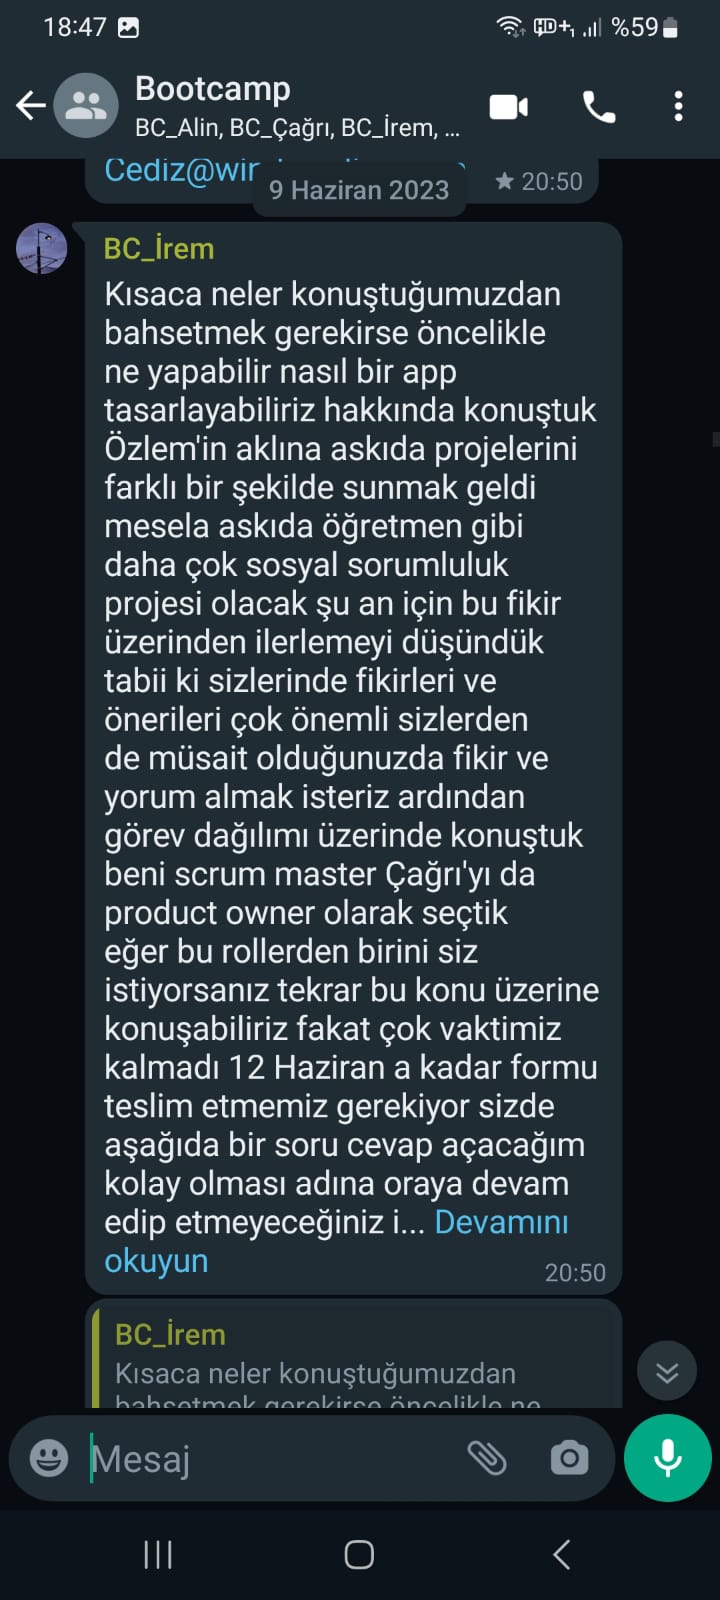 18:47
%59
Bootcamp
BC_Alin, BC_Çağrı, BC_İrem, ...
20:50
9 Haziran 2023
BC_İrem
Kısaca neler konuştuğumuzdan
bahsetmek gerekirse öncelikle
ne yapabilir nasıl bir app
tasarlayabiliriz hakkında konuştuk
Özlem'in aklına askıda projelerini
farklı bir şekilde sunmak geldi
mesela askıda öğretmen gibi
daha çok sosyal sorumluluk
projesi olacak şu an için bu fikir
üzerinden ilerlemeyi düşündük
tabii ki sizlerinde fikirleri ve
önerileri çok önemli sizlerden
de müsait olduğunuzda fikir ve
yorum almak isteriz ardından
görev dağılımı üzerinde konuştuk
beni scrum master Çağrı'yı da
product owner olarak seçtik
eğer bu rollerden birini siz
istiyorsanız tekrar bu konu üzerine
konuşabiliriz fakat çok vaktimiz
kalmadı 12 Haziran a kadar formu
teslim etmemiz gerekiyor sizde
aşağıda bir soru cevap açacağım
kolay olması adına oraya devam
edip etmeyeceğiniz i... Devamını
okuyun
20:50
BC_İrem
Kısaca neler konuştuğumuzdan
bahsetmek gerekirse öncelikle ne
Mesaj